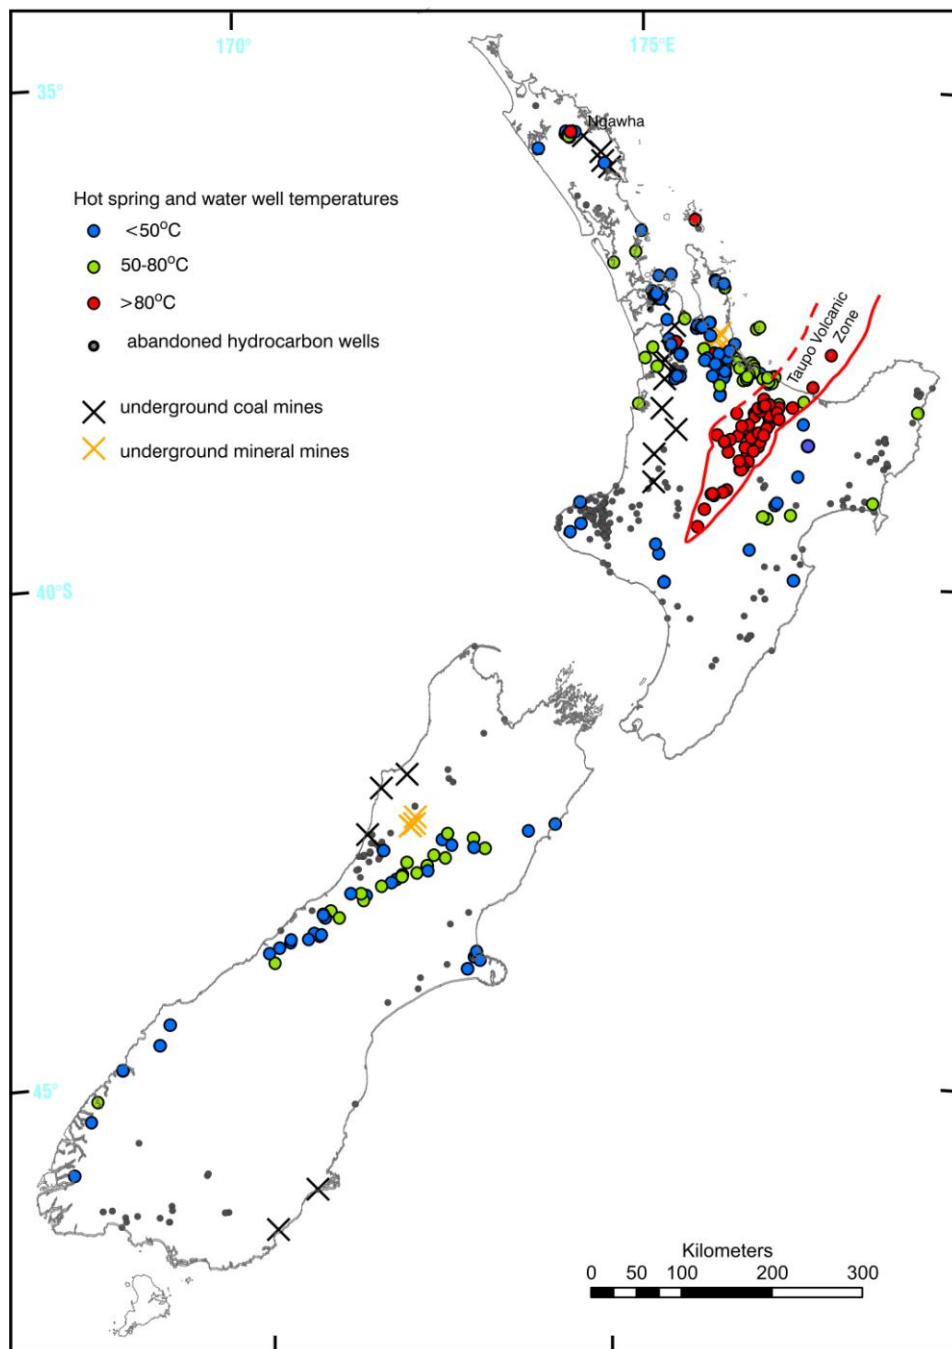 170°
175°E
35°
Ngawha
Hot spring and water well temperatures
<50°C
50-80°C
>80°C
abandoned hydrocarbon wells
underground coal mines
underground mineral mines
Taupo Volcanic
Zone
40°S
45°
Kilometers
0 50 100 200 300